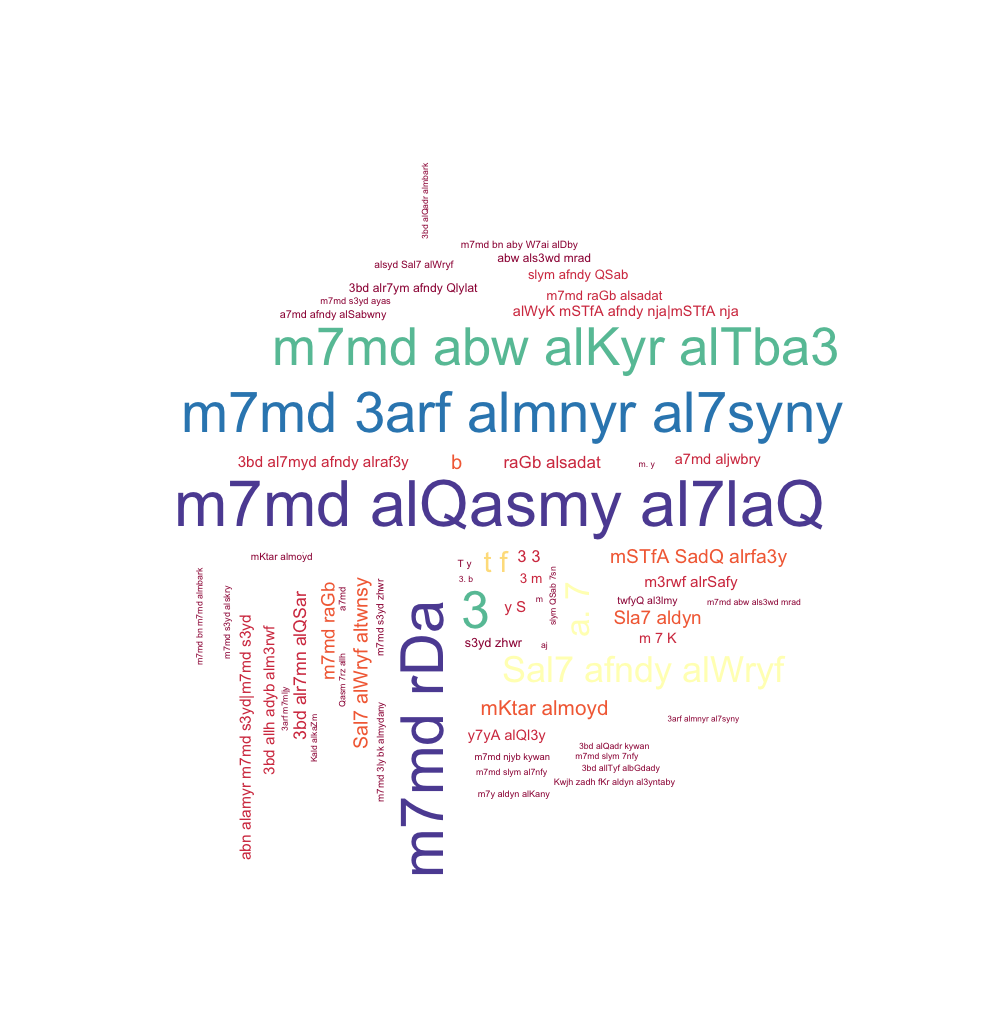 3bd alQadr almbark
m7md bn aby W7ai alDby
abw als3wd mrad
alsyd Sal7 alWryf
slym afndy QSab
3bd alr7ym afndy Qlylat
m7md raGb alsadat
m7md s3yd ayas
alWyK mSTfA afndy nja|mSTfA nja
a7md afndy alSabwny
m7md abw alKyr alTba3
m7md 3arf almnyr al7syny
3bd al7myd afndy alraf3y
b
raGb alsadat
m. y
a7md aljwbry
m7md alQasmy al7laQ
mKtar almoyd
T y
t f
3 3
mSTfA SadQ alrfa3y
3. b
3 m
m3rwf alrSafy
m7md bn m7md almbark
m7md s3yd alskry
abn alamyr m7md s3yd|m7md s3yd
3bd allh adyb alm3rwf
3arf m7mljy
3bd alr7mn alQSar
Kald alkaZm
m7md raGb
a7md
Qasm 7rz allh
Sal7 alWryf altwnsy
m7md s3yd zhwr
m7md 3ly bk almydany
m7md rDa
3
y S
m
slym QSab 7sn
a. 7
twfyQ al3lmy
m7md abw als3wd mrad
Sla7 aldyn
m 7 K
s3yd zhwr
aj
Sal7 afndy alWryf
mKtar almoyd
3arf almnyr al7syny
y7yA alQl3y
3bd alQadr kywan
m7md njyb kywan
m7md slym 7nfy
m7md slym al7nfy
3bd allTyf albGdady
Kwjh zadh fKr aldyn al3yntaby
m7y aldyn alKany